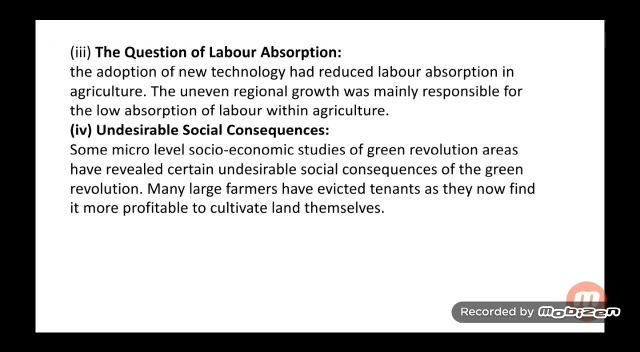 (iii) The Question of Labour Absorption:
the adoption of new technology had reduced labour absorption in
agriculture. The uneven regional growth was mainly responsible for
the low absorption of labour within agriculture.
(iv) Undesirable Social Consequences:
Some micro level socio-economic studies of green revolution areas
have revealed certain undesirable social consequences of the green
revolution. Many large farmers have evicted tenants as they now find
it more profitable to cultivate land themselves.
Recorded by Mobizen